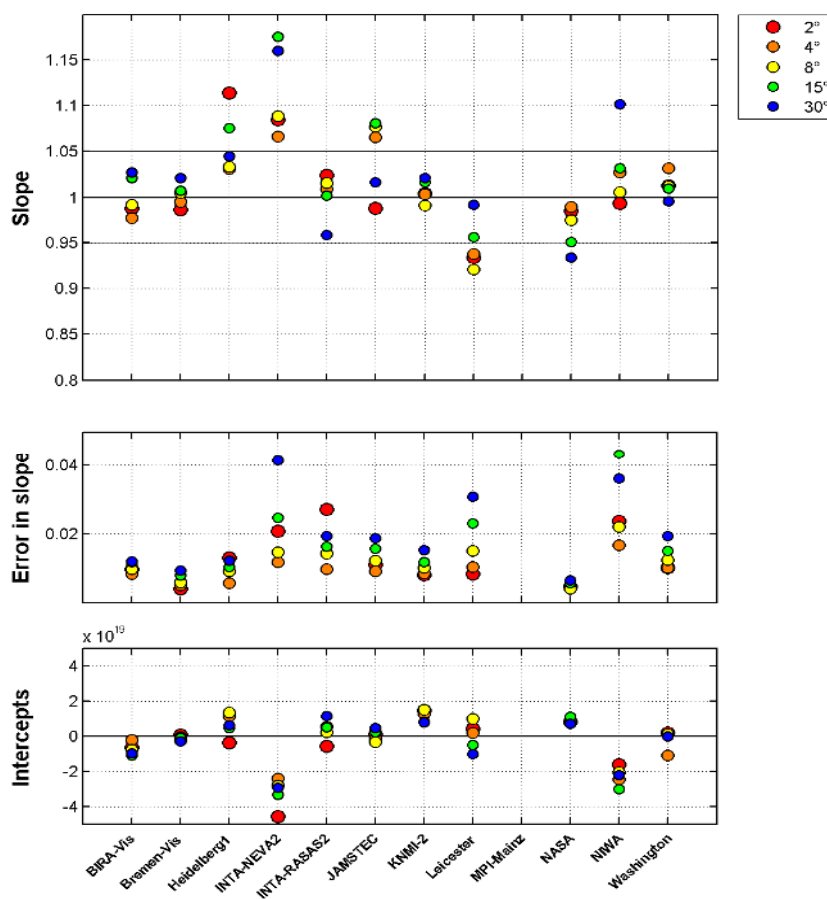 1.15
1.1
1.05
1
0.95
0.9
0.85
0.8
Slope
2°
4°
8°
15°
30°
0.04
0.02
Error in slope
x 10^19
4
2
0
-2
-4
Intercepts
BIRA-Vis
Bremen-Vis
Heidelberg1
INTA-NEVA2
INTA-RASAS2
JAMSTEC
KNMI-2
Leicester
MPI-Mainz
NASA
NIWA
Washington